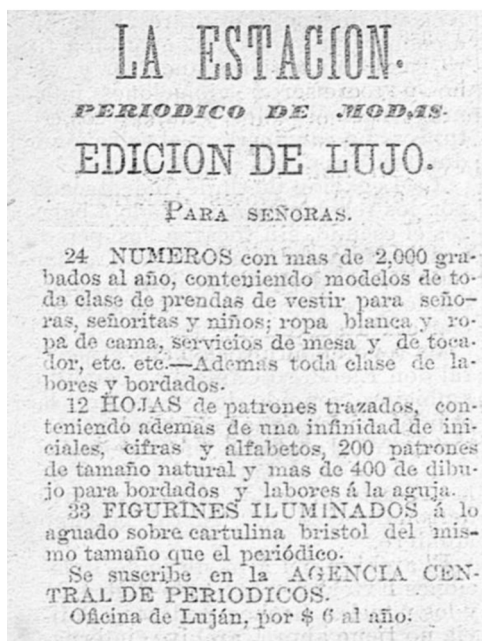 LA ESTACION.
PERIODICO DE MODAS.
EDICION DE LUJO.
PARA SEÑORAS.
24 NUMEROS con mas de 2,000 gra-
bados al año, conteniendo modelos de to-
da clase de prendas de vestir para seño-
ras, señoritas y niños; ropa blanca y ro-
pa de cama, servicios de mesa y de toca-
dor, etc. etc.—Ademas toda clase de la-
bores y bordados.
12 HOJAS de patrones trazados, con-
teniendo ademas de una infinidad de ini-
ciales, cifras y alfabetos, 200 patrones
de tamaño natural y mas de 400 de dibu-
jo para bordados y labores á la aguja.
33 FIGURINES ILUMINADOS á lo
aguado sobre cartulina bristol del mis-
mo tamaño que el periódico.
Se suscribe en la AGENCIA CEN-
TRAL DE PERIODICOS.
Oficina de Luján, por $ 6 al año.